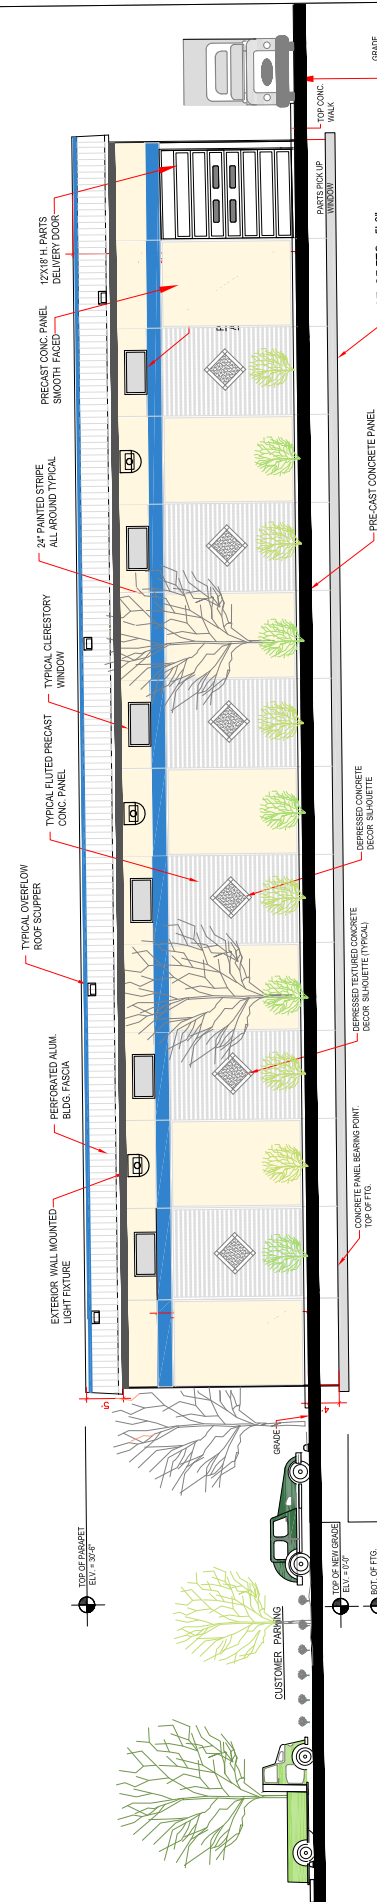 TOP OF PARAPET
ELV. = 30'-6"
5'
EXTERIOR WALL MOUNTED
LIGHT FIXTURE
PERFORATED ALUM.
BLDG. FASCIA
TYPICAL OVERFLOW
ROOF SCUPPER
TYPICAL FLUTED PRECAST
CONC. PANEL
TYPICAL CLERESTORY
WINDOW
24" PAINTED STRIPE
ALL AROUND TYPICAL
PRECAST CONC. PANEL
SMOOTH FACED
12'X18' H. PARTS
DELIVERY DOOR
CUSTOMER PARKING
GRADE
TOP OF NEW GRADE
ELV. = 0'-0"
BOT. OF FTG.
4'
CONCRETE PANEL BEARING POINT.
TOP OF FTG.
DEPRESSED TEXTURED CONCRETE
DECOR SILHOUETTE (TYPICAL)
DEPRESSED CONCRETE
DECOR SILHOUETTE
PRE-CAST CONCRETE PANEL
PARTS PICK UP
WINDOW
TOP CONC.
WALK
GRADE